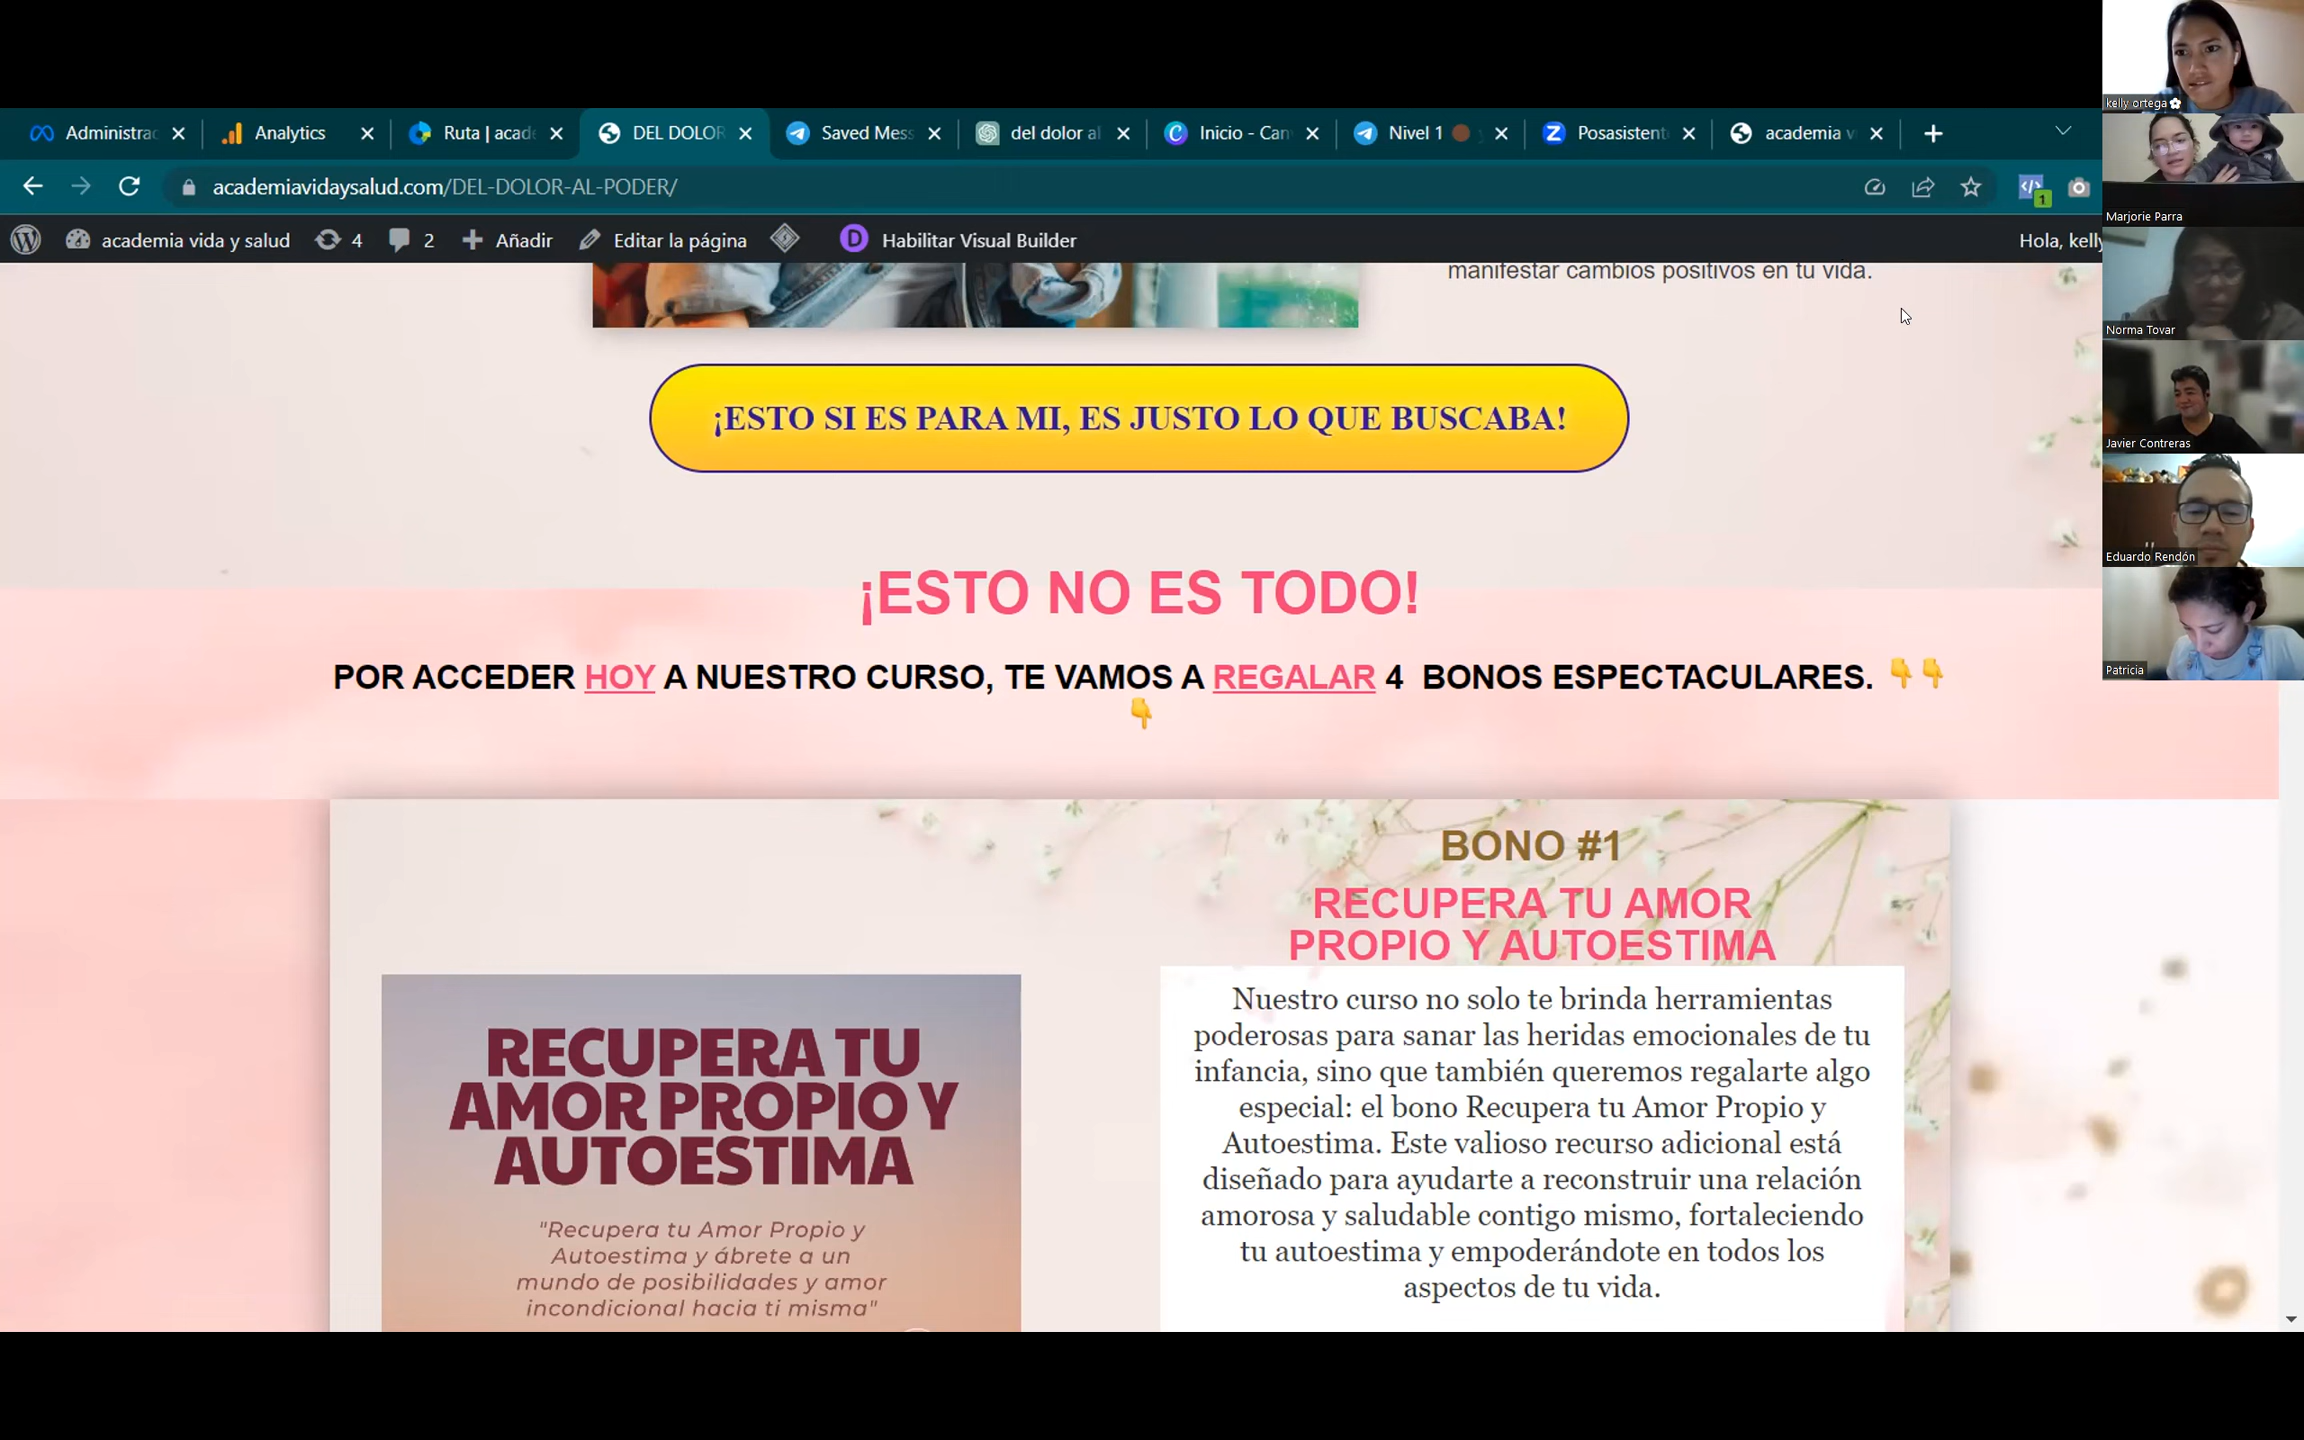 Administrac
Analytics
Ruta | acad
DEL DOLOR
Saved Mess
del dolor al
Inicio - Can
Nivel 1
Posasistent
academia v
academiavidaysalud.com/DEL-DOLOR-AL-PODER/
academia vida y salud 4 2 Añadir Editar la página Habilitar Visual Builder Hola, kelly
manifestar cambios positivos en tu vida.
¡ESTO SI ES PARA MI, ES JUSTO LO QUE BUSCABA!
¡ESTO NO ES TODO!
POR ACCEDER HOY A NUESTRO CURSO, TE VAMOS A REGALAR 4 BONOS ESPECTACULARES. 👇👇
👇
BONO #1
RECUPERA TU AMOR
PROPIO Y AUTOESTIMA
Nuestro curso no solo te brinda herramientas
poderosas para sanar las heridas emocionales de tu
infancia, sino que también queremos regalarte algo
especial: el bono Recupera tu Amor Propio y
Autoestima. Este valioso recurso adicional está
diseñado para ayudarte a reconstruir una relación
amorosa y saludable contigo mismo, fortaleciendo
tu autoestima y empoderándote en todos los
aspectos de tu vida.
RECUPERA TU
AMOR PROPIO Y
AUTOESTIMA
"Recupera tu Amor Propio y
Autoestima y ábrete a un
mundo de posibilidades y amor
incondicional hacia ti misma"
kelly ortega
Marjorie Parra
Norma Tovar
Javier Contreras
Eduardo Rendón
Patricia